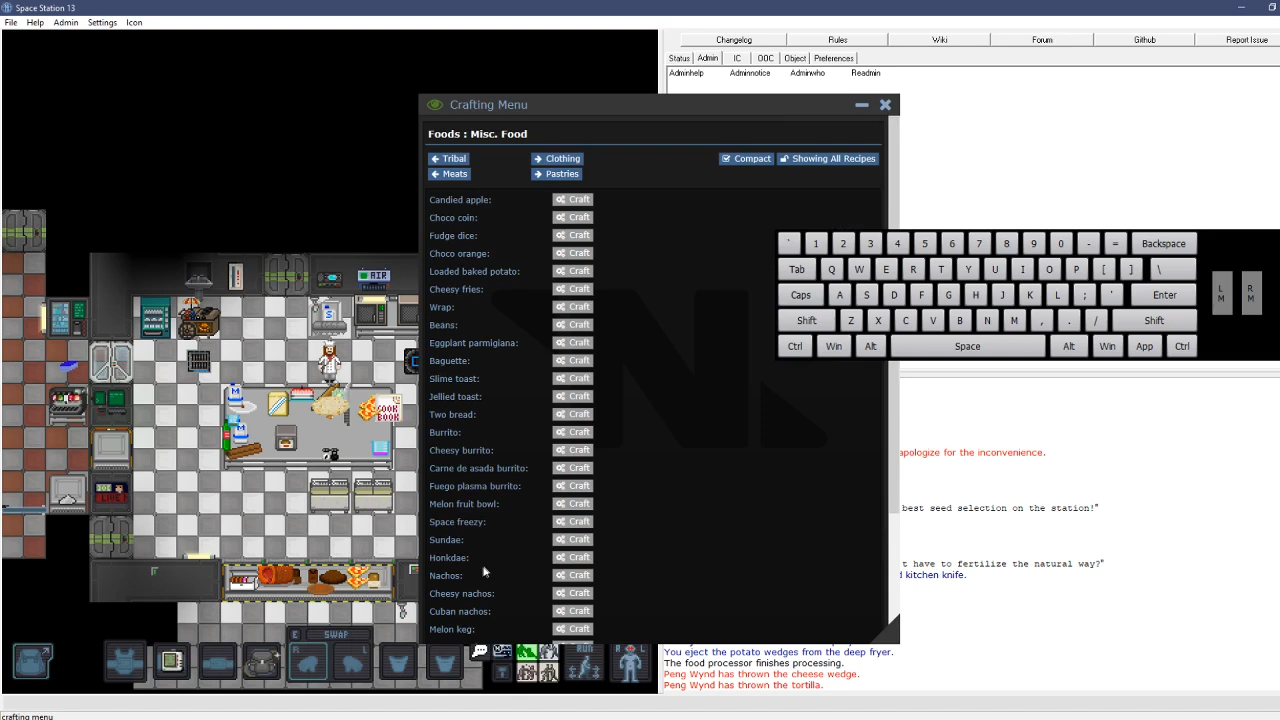 Space Station 13
File Help Admin Settings Icon
Changelog Rules Wiki Forum Github Report Issue
Status Admin IC OOC Object Preferences
Adminhelp Adminnotice Adminwho Readmin
Crafting Menu
Foods : Misc. Food
Tribal Clothing Compact Showing All Recipes
Meats Pastries
Candied apple: Craft
Choco coin: Craft
Fudge dice: Craft
Choco orange: Craft
Loaded baked potato: Craft
Cheesy fries: Craft
Wrap: Craft
Beans: Craft
Eggplant parmigiana: Craft
Baguette: Craft
Slime toast: Craft
Jellied toast: Craft
Two bread: Craft
Burrito: Craft
Cheesy burrito: Craft
Carne de asada burrito: Craft
Fuego plasma burrito: Craft
Melon fruit bowl: Craft
Space freezy: Craft
Sundae: Craft
Honkdae: Craft
Nachos: Craft
Cheesy nachos: Craft
Cuban nachos: Craft
Melon keg: Craft
AIR
S
M
M
COOK
BOOK
` 1 2 3 4 5 6 7 8 9 0 - = Backspace
Tab Q W E R T Y U I O P [ ] \
Caps A S D F G H J K L ; ' Enter
Shift Z X C V B N M , . / Shift
Ctrl Win Alt Space Alt Win App Ctrl
LM RM
apologize for the inconvenience.
best seed selection on the station!"
t have to fertilize the natural way?"
d kitchen knife.
You eject the potato wedges from the deep fryer.
The food processor finishes processing.
Peng Wynd has thrown the cheese wedge.
Peng Wynd has thrown the tortilla.
E SWAP
R L
RUN
R L
crafting menu